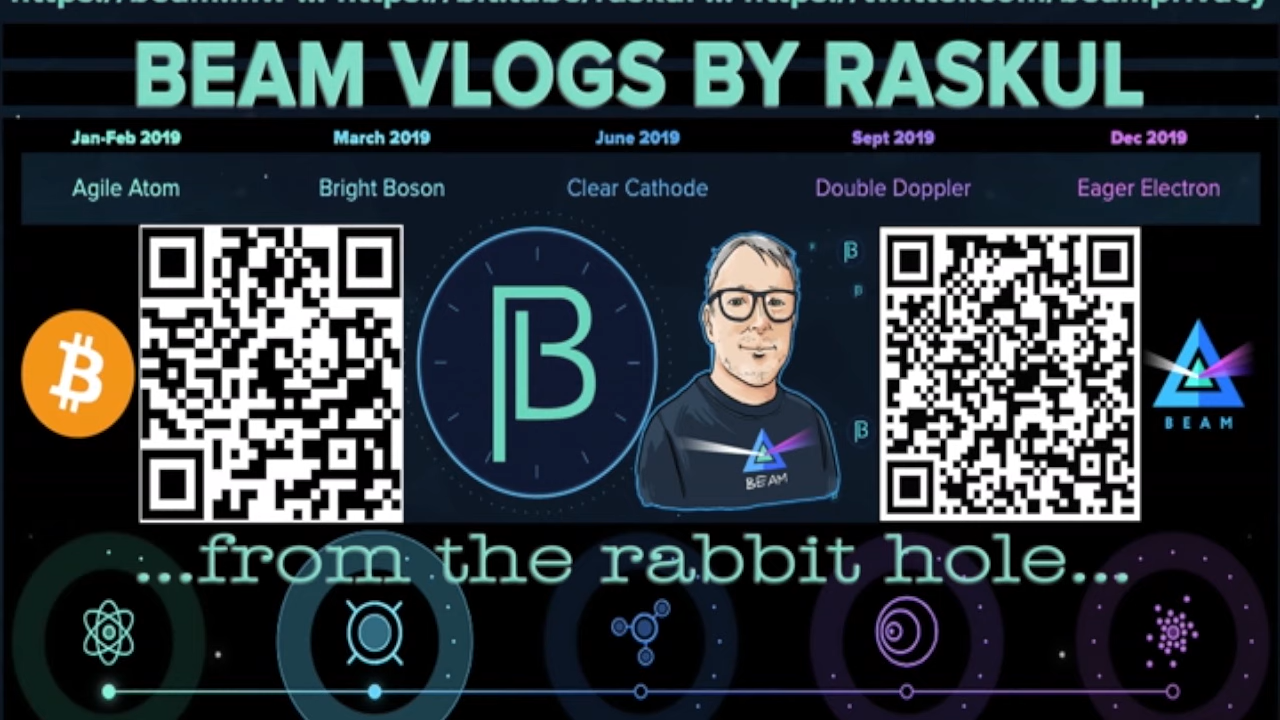 BEAM VLOGS BY RASKUL
Jan-Feb 2019 March 2019 June 2019 Sept 2019 Dec 2019
Agile Atom Bright Boson Clear Cathode Double Doppler Eager Electron
BEAM
BEAM
...from the rabbit hole...